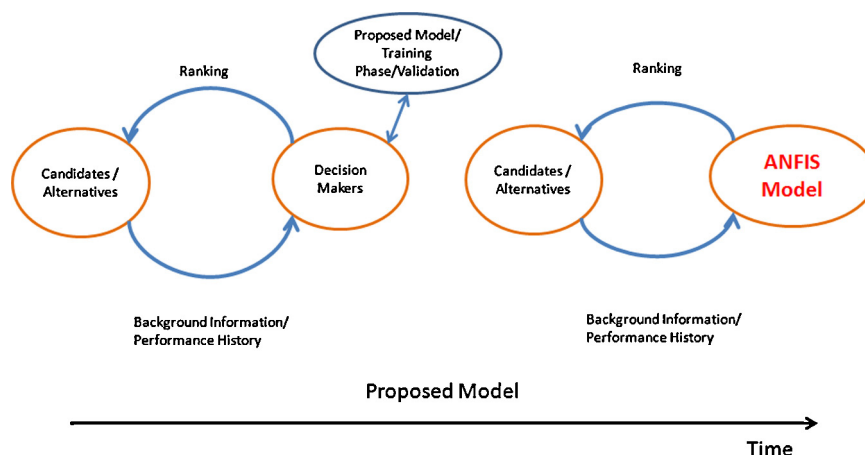 Proposed Model/
Training
Phase/Validation
Ranking
Candidates /
Alternatives
Decision
Makers
Background Information/
Performance History
Ranking
Candidates /
Alternatives
ANFIS
Model
Background Information/
Performance History
Proposed Model
Time